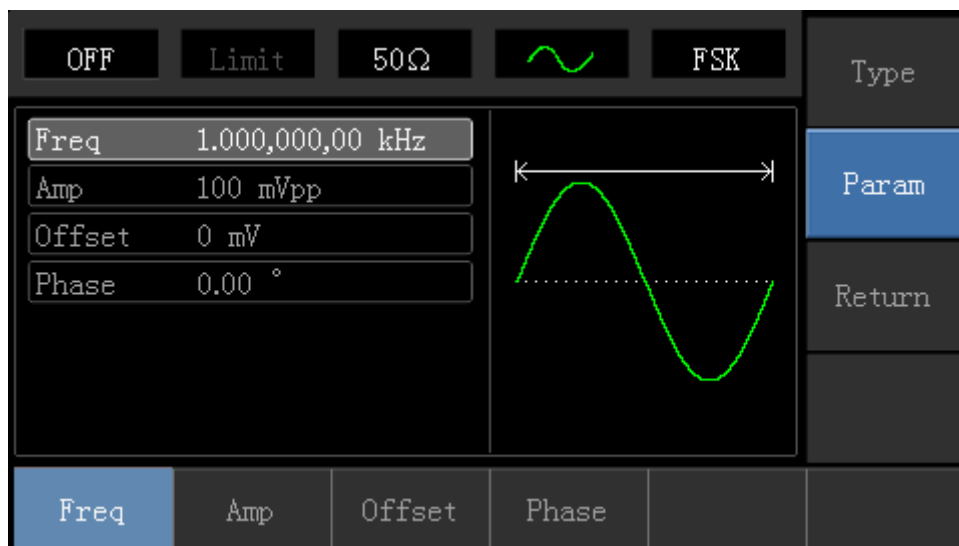 OFF Limit 50Ω FSK
Type
Freq 1.000,000,00 kHz
Amp 100 mVpp
Param
Offset 0 mV
Phase 0.00 °
Return
Freq Amp Offset Phase